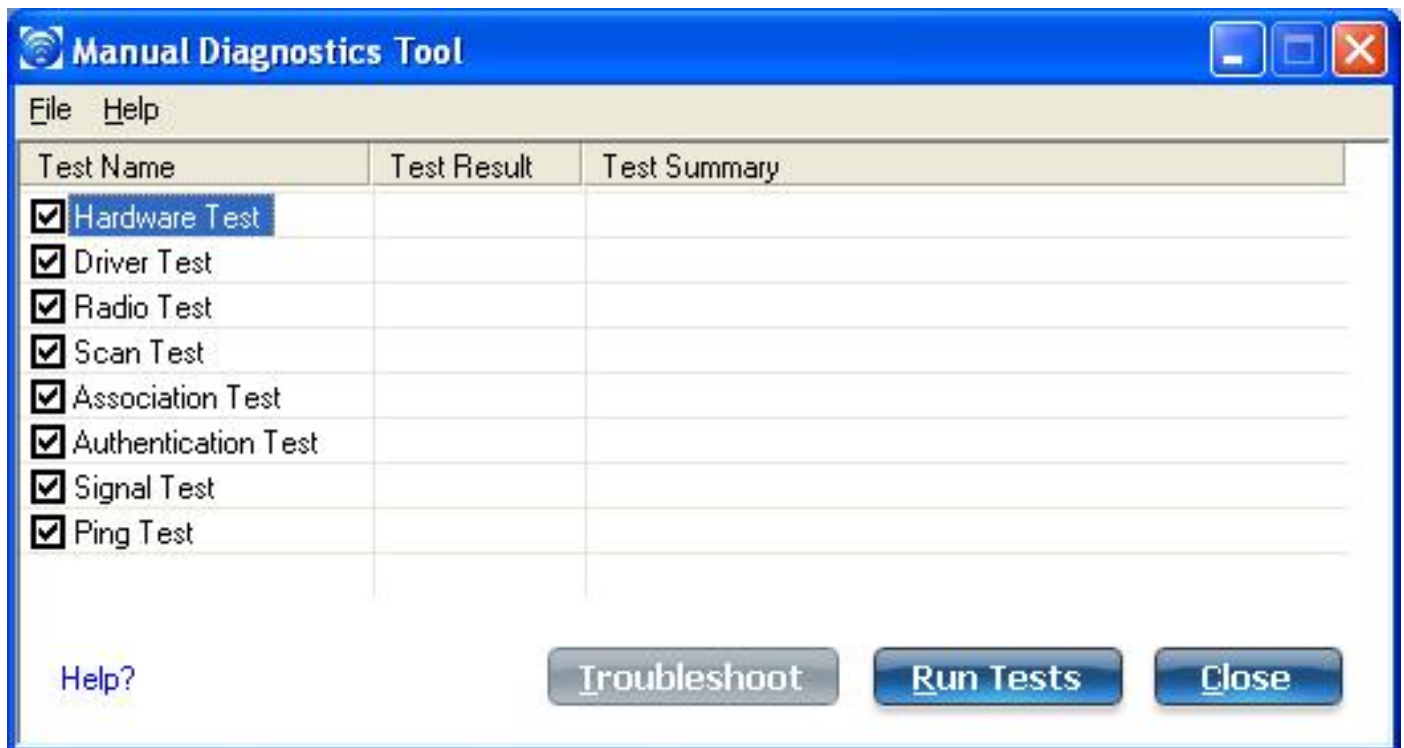 Manual Diagnostics Tool
File Help
Test Name Test Result Test Summary
Hardware Test
Driver Test
Radio Test
Scan Test
Association Test
Authentication Test
Signal Test
Ping Test
Help? Troubleshoot Run Tests Close